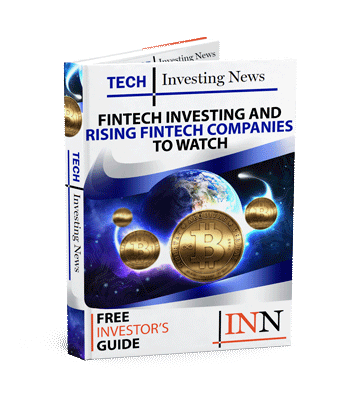 TECH Investing News
FINTECH INVESTING AND
RISING FINTECH COMPANIES
TO WATCH
FREE
INVESTOR'S
GUIDE
INN
TECH Investing News